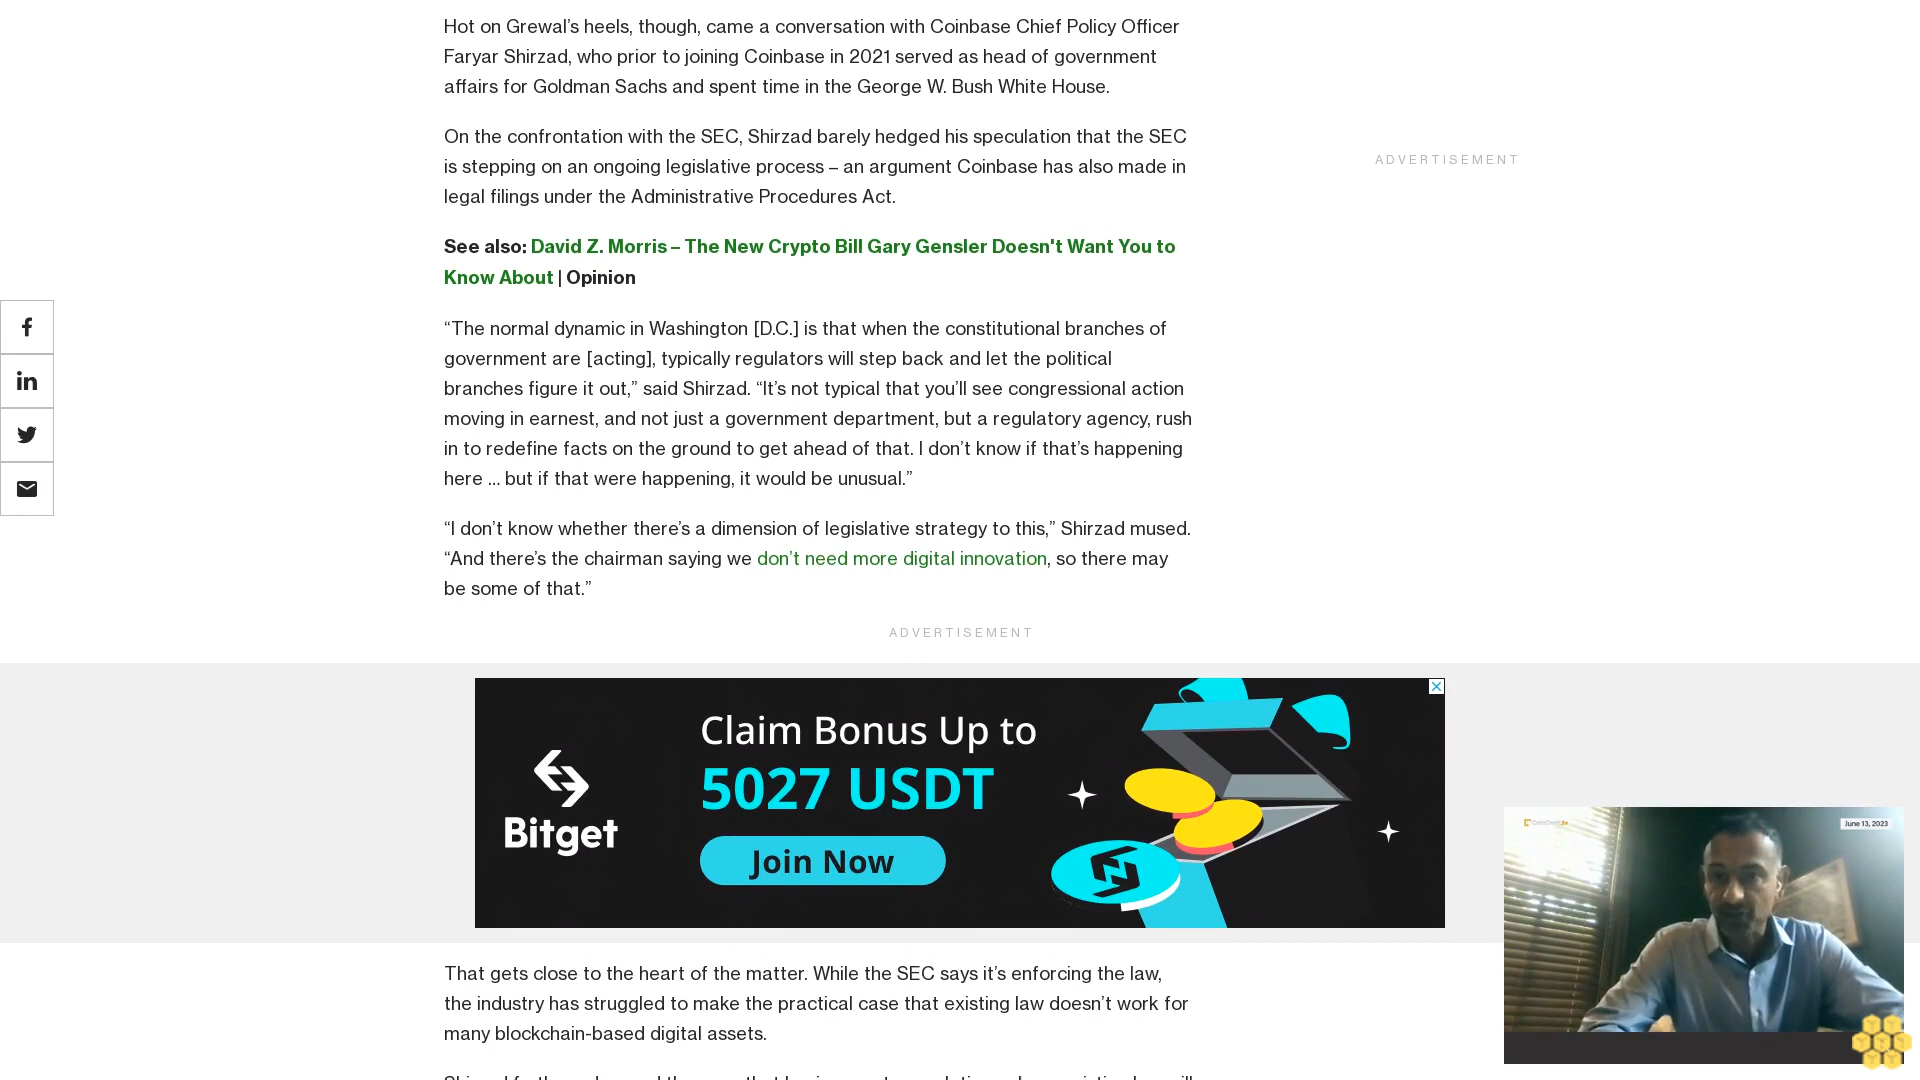 Hot on Grewal’s heels, though, came a conversation with Coinbase Chief Policy Officer
Faryar Shirzad, who prior to joining Coinbase in 2021 served as head of government
affairs for Goldman Sachs and spent time in the George W. Bush White House.
On the confrontation with the SEC, Shirzad barely hedged his speculation that the SEC
is stepping on an ongoing legislative process – an argument Coinbase has also made in
legal filings under the Administrative Procedures Act.
ADVERTISEMENT
See also: David Z. Morris – The New Crypto Bill Gary Gensler Doesn't Want You to
Know About | Opinion
“The normal dynamic in Washington [D.C.] is that when the constitutional branches of
government are [acting], typically regulators will step back and let the political
branches figure it out,” said Shirzad. “It’s not typical that you’ll see congressional action
moving in earnest, and not just a government department, but a regulatory agency, rush
in to redefine facts on the ground to get ahead of that. I don’t know if that’s happening
here … but if that were happening, it would be unusual.”
“I don’t know whether there’s a dimension of legislative strategy to this,” Shirzad mused.
“And there’s the chairman saying we don’t need more digital innovation, so there may
be some of that.”
ADVERTISEMENT
Bitget
Claim Bonus Up to
5027 USDT
Join Now
June 13, 2023
That gets close to the heart of the matter. While the SEC says it’s enforcing the law,
the industry has struggled to make the practical case that existing law doesn’t work for
many blockchain-based digital assets.